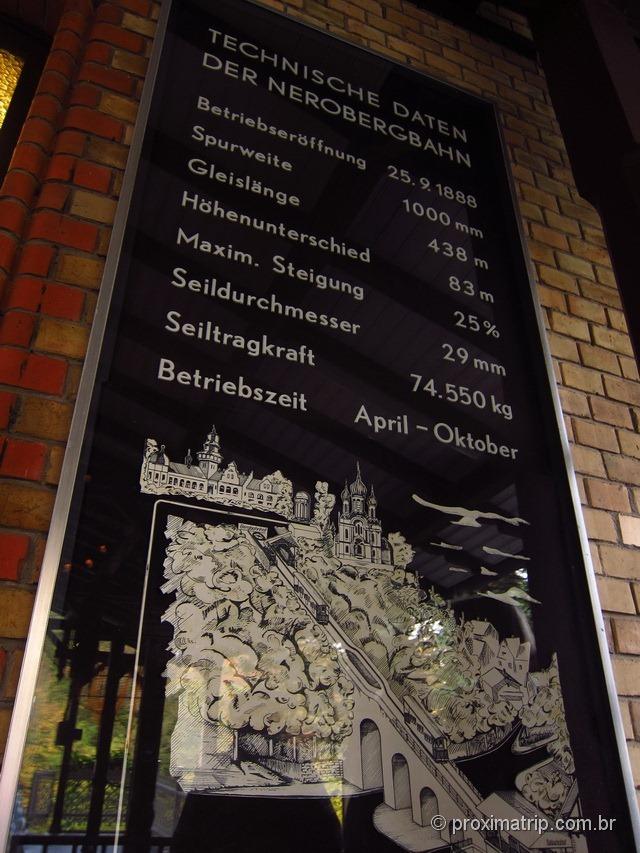 TECHNISCHE DATEN
DER NEROBERGBAHN
Betriebseröffnung 25.9.1888
Spurweite 1000 mm
Gleislänge 438 m
Höhenunterschied 83 m
Maxim. Steigung 25%
Seildurchmesser 29 mm
Seiltragkraft 74.550 kg
Betriebszeit April – Oktober
© proximatrip.com.br